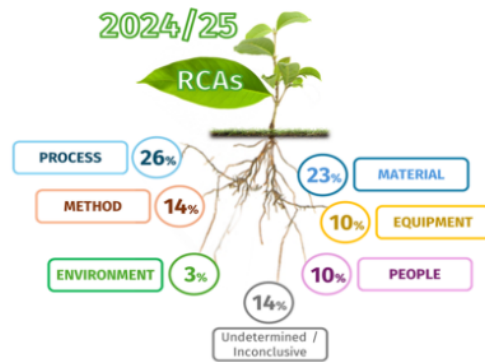 2024/25
RCAs
PROCESS 26%
23% MATERIAL
METHOD 14%
10% EQUIPMENT
ENVIRONMENT 3%
10% PEOPLE
14%
Undetermined /
Inconclusive